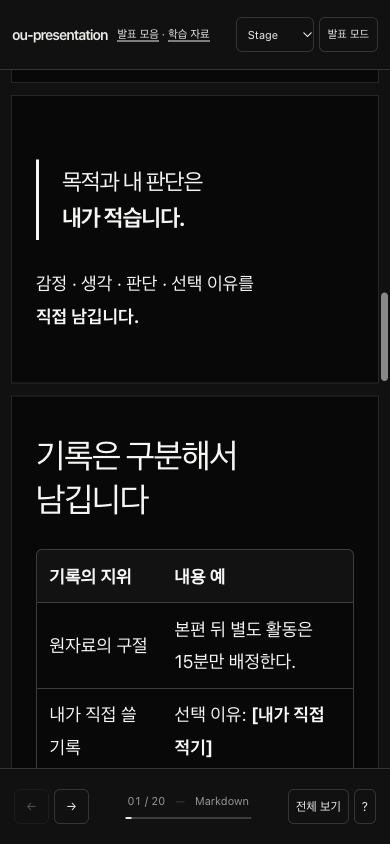 ou-presentation 발표 모음 · 학습 자료 Stage 발표 모드
목적과 내 판단은
내가 적습니다.
감정 · 생각 · 판단 · 선택 이유를
직접 남깁니다.
기록은 구분해서
남깁니다
기록의 지위 내용 예
원자료의 구절 본편 뒤 별도 활동은
15분만 배정한다.
내가 직접 쓸 선택 이유: [내가 직접
기록 적기]
← → 01 / 20 — Markdown 전체 보기 ?